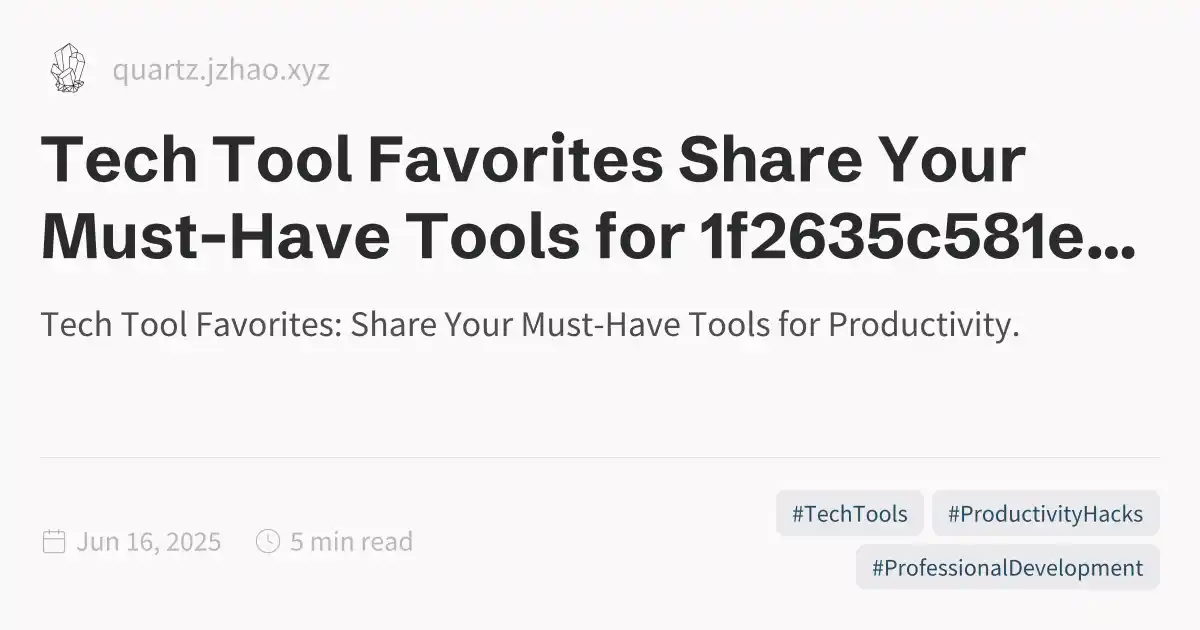 quartz.jzhao.xyz
Tech Tool Favorites Share Your
Must-Have Tools for 1f2635c581e...
Tech Tool Favorites: Share Your Must-Have Tools for Productivity.
#TechTools #ProductivityHacks
Jun 16, 2025 5 min read
#ProfessionalDevelopment